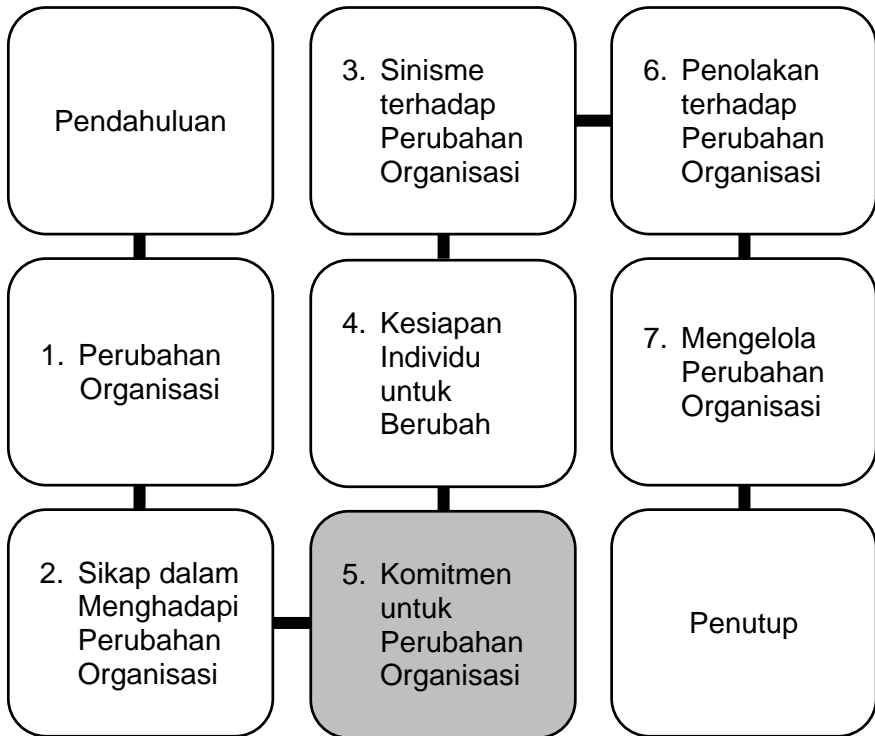 Pendahuluan
1. Perubahan
Organisasi
2. Sikap dalam
Menghadapi
Perubahan
Organisasi
3. Sinisme
terhadap
Perubahan
Organisasi
4. Kesiapan
Individu
untuk
Berubah
5. Komitmen
untuk
Perubahan
Organisasi
6. Penolakan
terhadap
Perubahan
Organisasi
7. Mengelola
Perubahan
Organisasi
Penutup